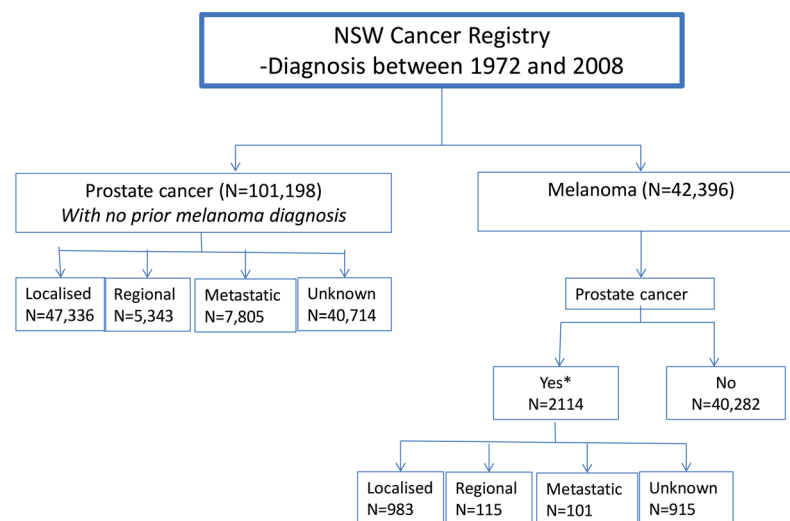 NSW Cancer Registry
-Diagnosis between 1972 and 2008
Prostate cancer (N=101,198)
With no prior melanoma diagnosis
Melanoma (N=42,396)
Localised
N=47,336
Regional
N=5,343
Metastatic
N=7,805
Unknown
N=40,714
Prostate cancer
Yes*
N=2114
No
N=40,282
Localised
N=983
Regional
N=115
Metastatic
N=101
Unknown
N=915